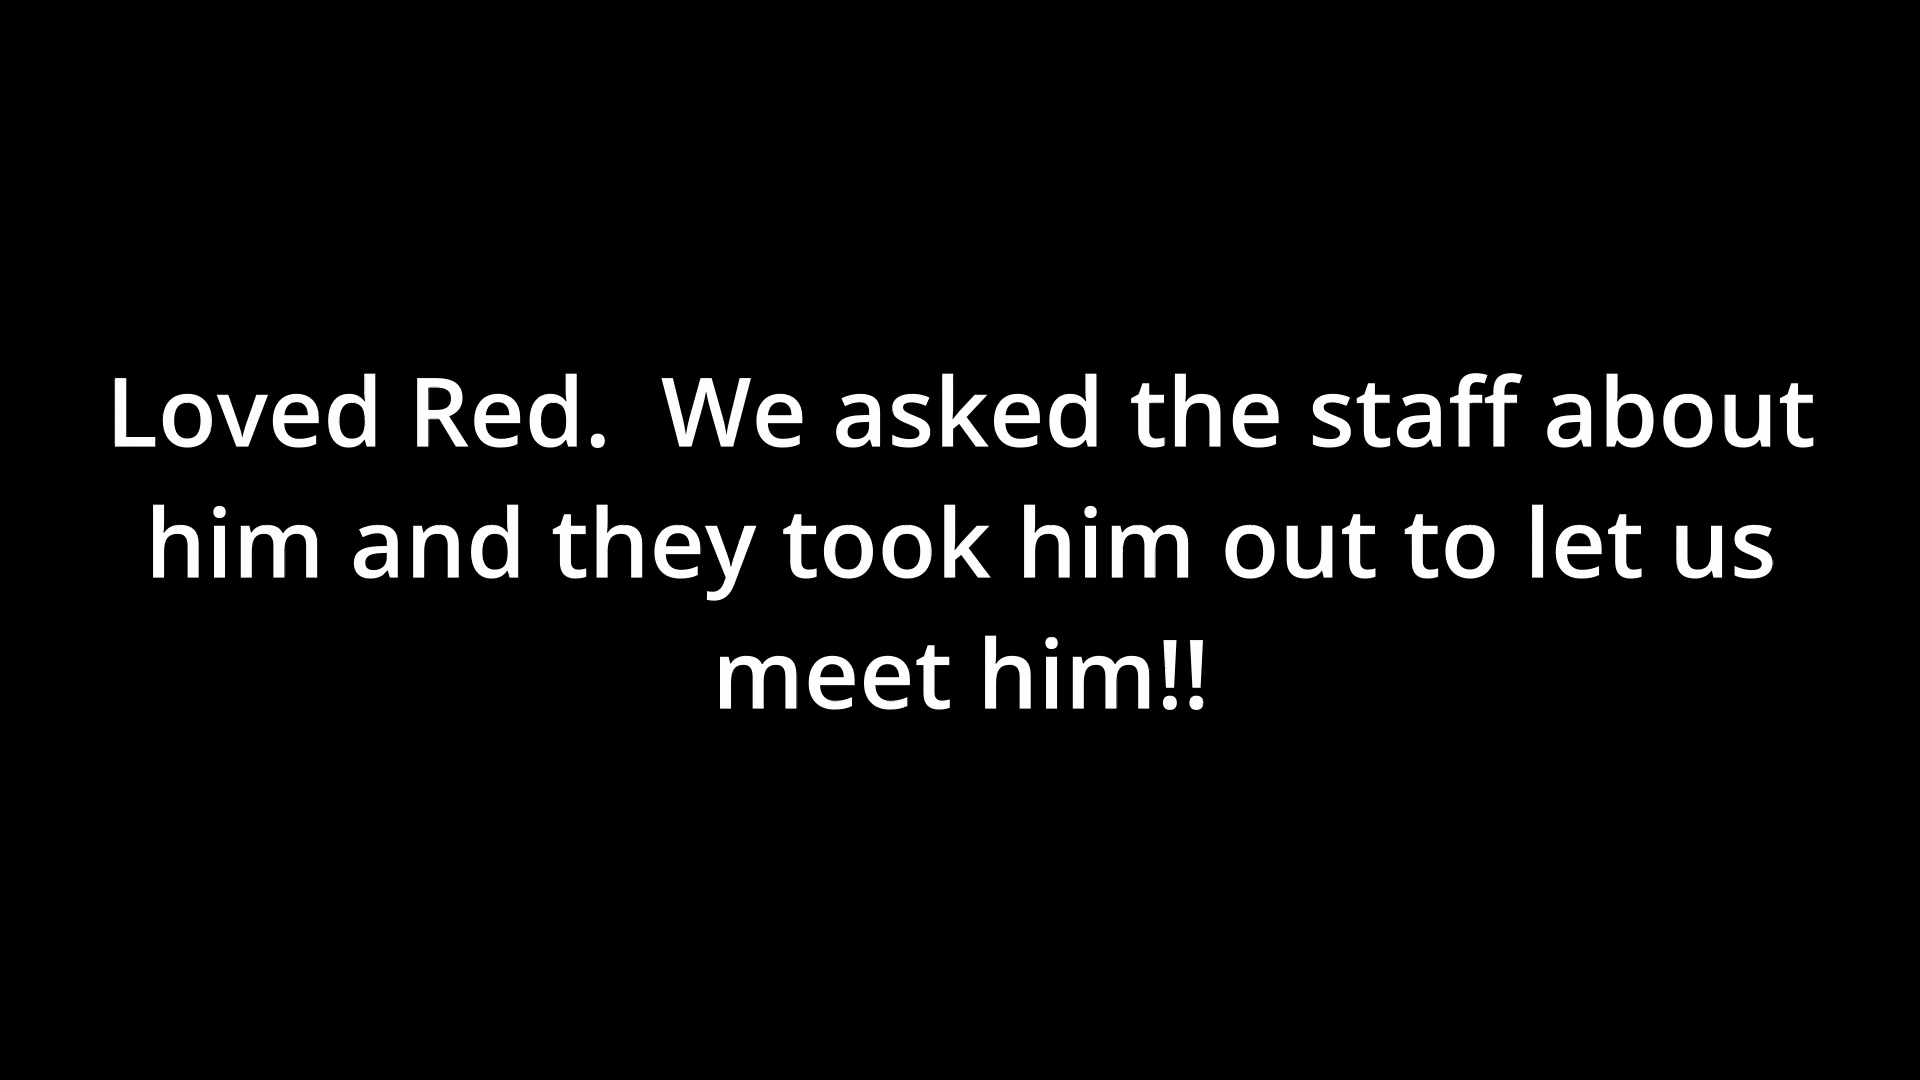 Loved Red.  We asked the staff about
him and they took him out to let us
meet him!!